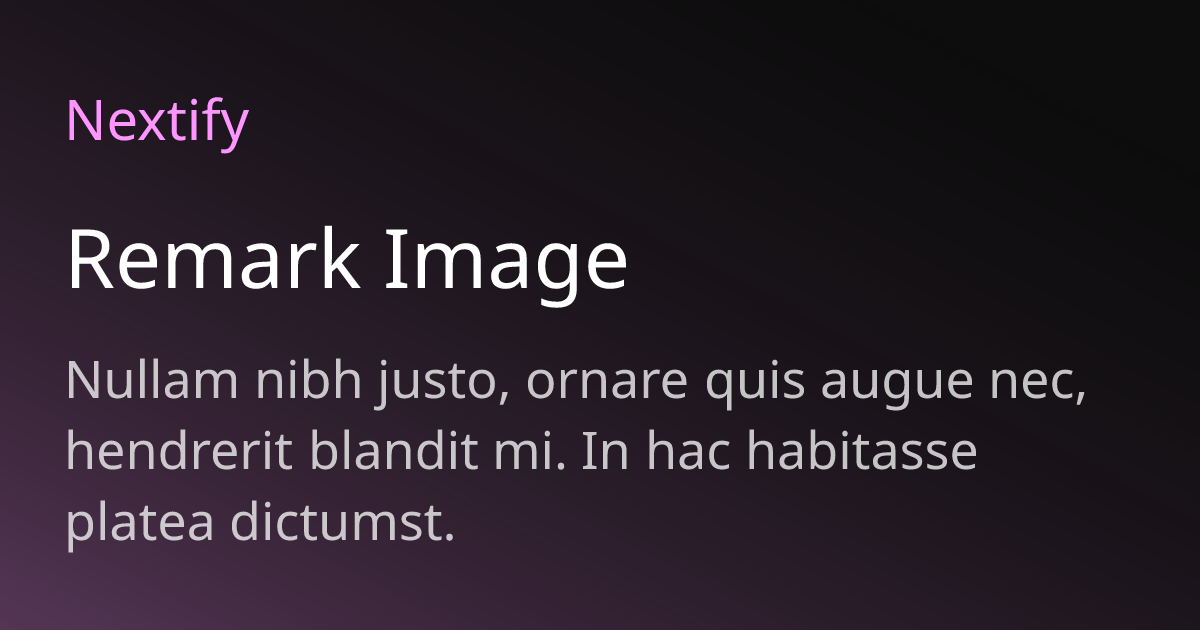 Nextify
Remark Image
Nullam nibh justo, ornare quis augue nec,
hendrerit blandit mi. In hac habitasse
platea dictumst.